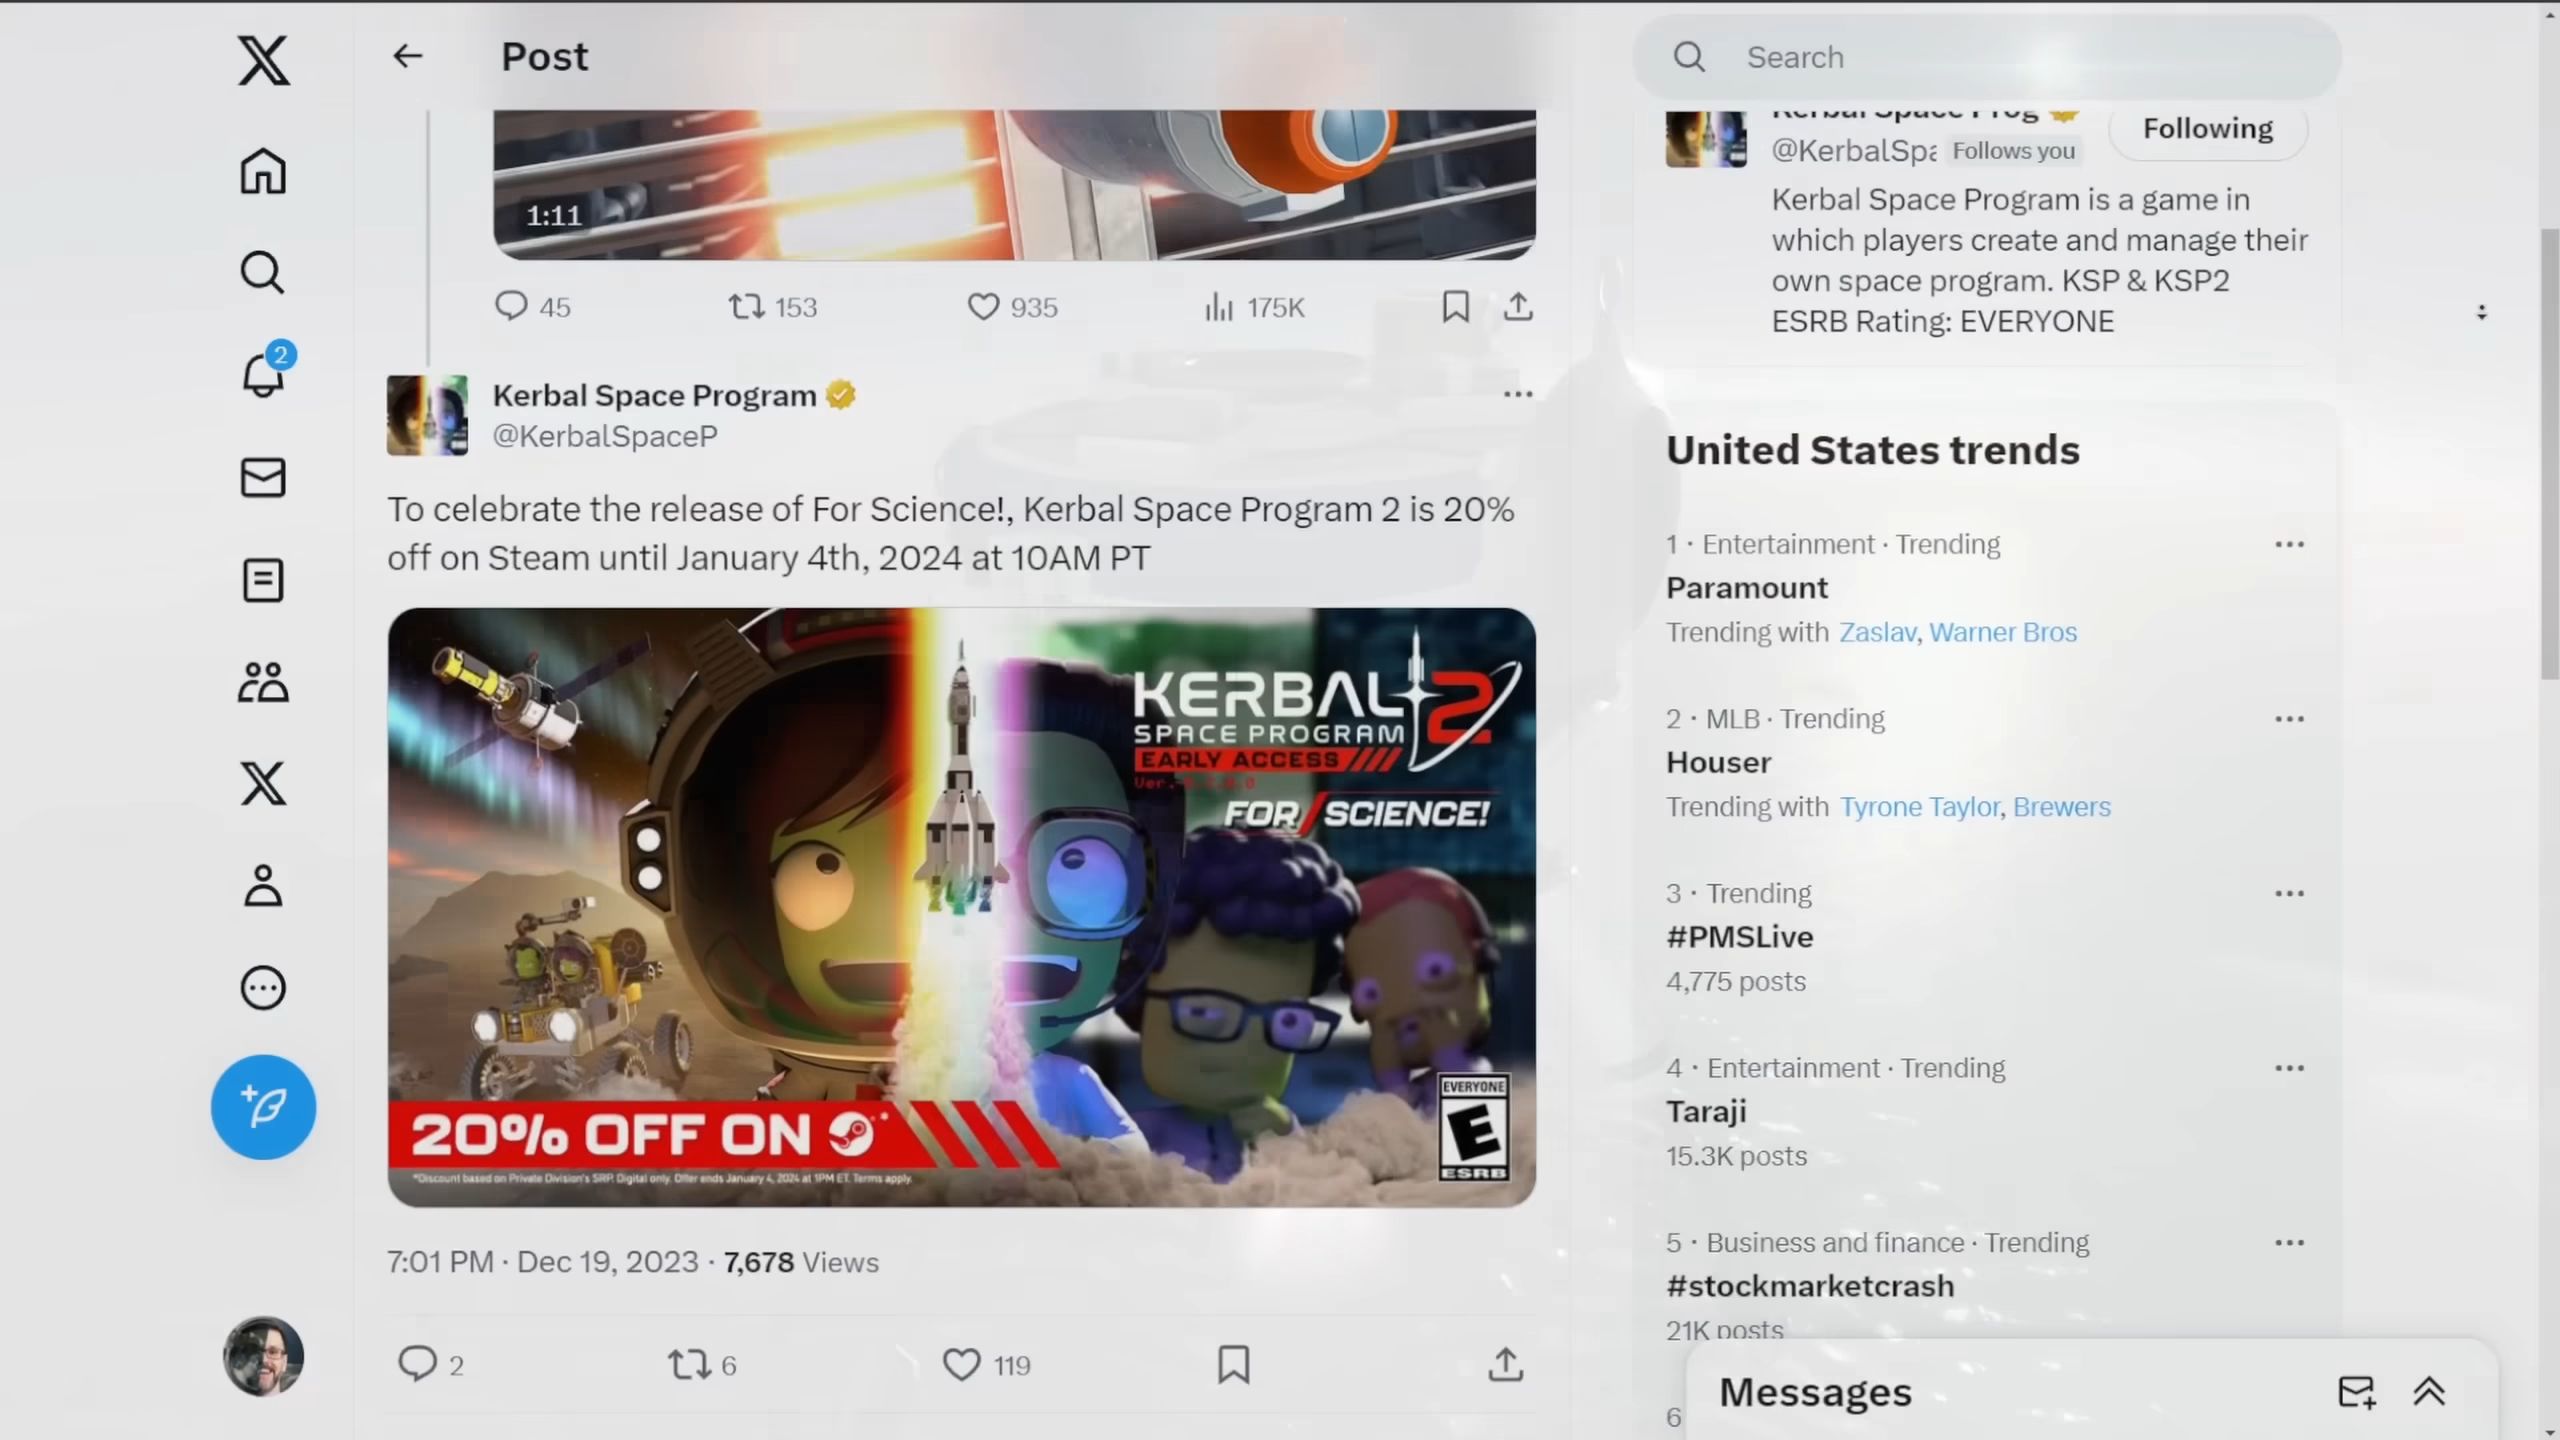 Post
Search
1:11
45
153
935
175K
Kerbal Space Prog
@KerbalSpa
Follows you
Following
Kerbal Space Program is a game in
which players create and manage their
own space program. KSP & KSP2
ESRB Rating: EVERYONE
2
Kerbal Space Program
@KerbalSpaceP
To celebrate the release of For Science!, Kerbal Space Program 2 is 20%
off on Steam until January 4th, 2024 at 10AM PT
KERBAL 2
SPACE PROGRAM
EARLY ACCESS
FOR/SCIENCE!
20% OFF ON
*Discount based on Private Division's SRP. Digital only. Offer ends January 4, 2024 at 1PM ET. Terms apply.
EVERYONE
E
ESRB
7:01 PM · Dec 19, 2023 · 7,678 Views
2
6
119
United States trends
1 · Entertainment · Trending
Paramount
Trending with Zaslav, Warner Bros
2 · MLB · Trending
Houser
Trending with Tyrone Taylor, Brewers
3 · Trending
#PMSLive
4,775 posts
4 · Entertainment · Trending
Taraji
15.3K posts
5 · Business and finance · Trending
#stockmarketcrash
21K posts
6
Messages